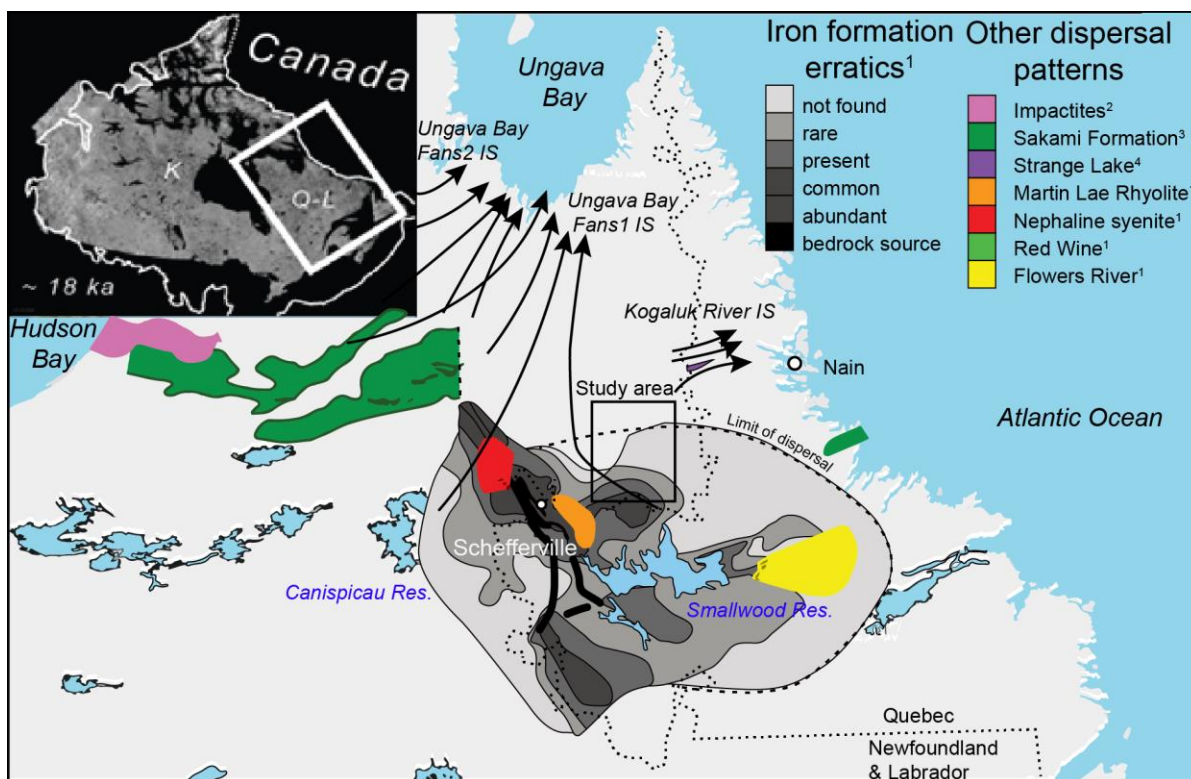 Canada
K
Q-L
~ 18 ka
Ungava
Bay
Ungava Bay
Fans2 IS
Ungava Bay
Fans1 IS
Iron formation
erratics¹
not found
rare
present
common
abundant
bedrock source
Other dispersal
patterns
Impactites²
Sakami Formation³
Strange Lake⁴
Martin Lae Rhyolite¹
Nephaline syenite¹
Red Wine¹
Flowers River¹
Hudson
Bay
Kogaluk River IS
Nain
Study area
Atlantic Ocean
Limit of dispersal
Schefferville
Canispicau Res.
Smallwood Res.
Quebec
Newfoundland
& Labrador